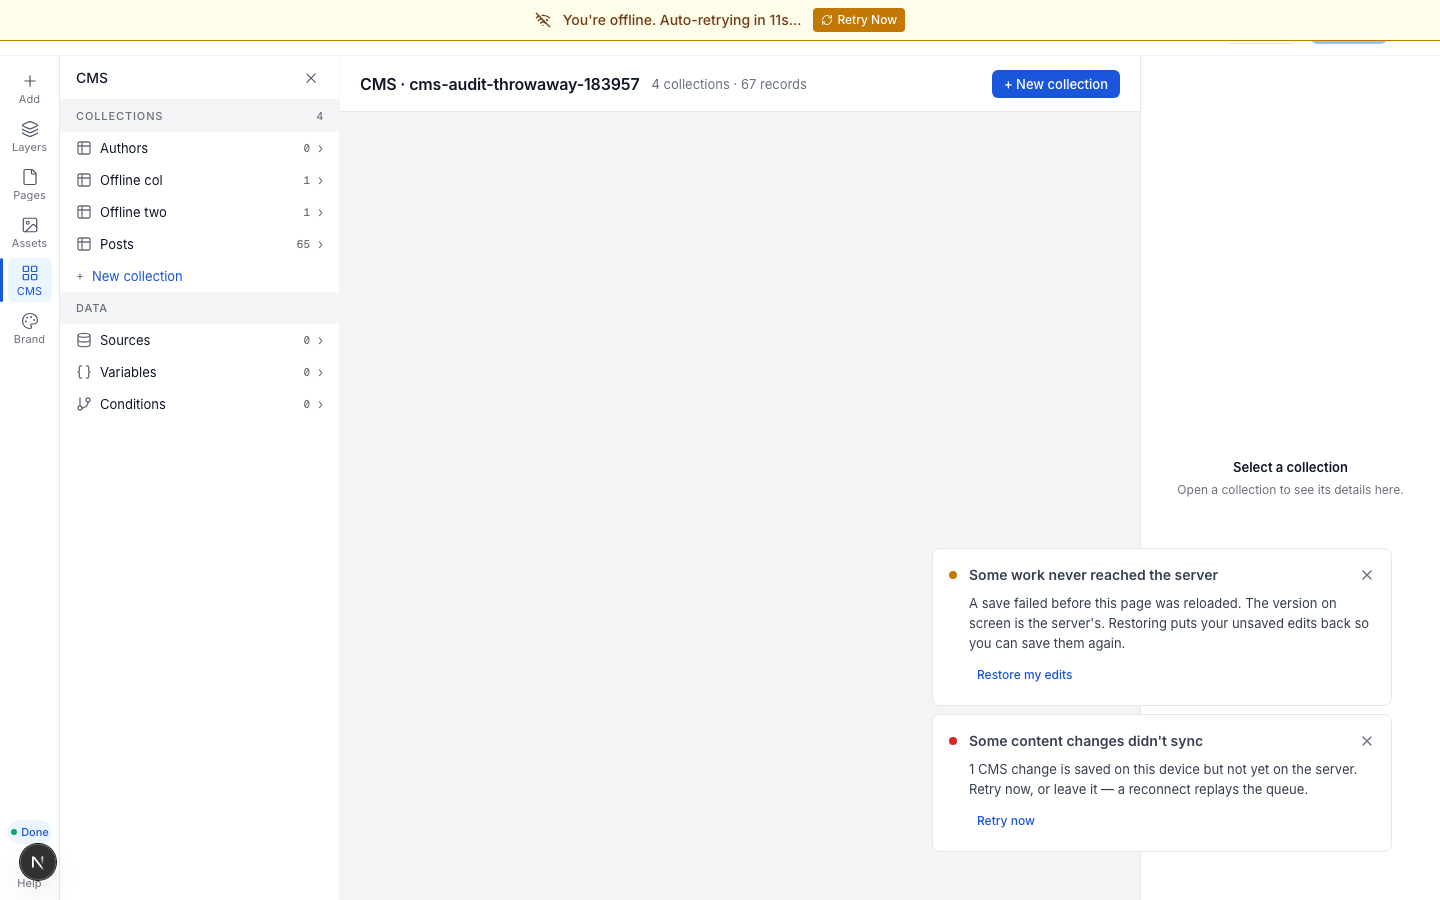 You're offline. Auto-retrying in 11s...
Retry Now
Add
Layers
Pages
Assets
CMS
Brand
Done
N
Help
CMS
COLLECTIONS 4
Authors 0
Offline col 1
Offline two 1
Posts 65
+ New collection
DATA
Sources 0
Variables 0
Conditions 0
CMS · cms-audit-throwaway-183957 4 collections · 67 records
+ New collection
Select a collection
Open a collection to see its details here.
Some work never reached the server
A save failed before this page was reloaded. The version on
screen is the server's. Restoring puts your unsaved edits back so
you can save them again.
Restore my edits
Some content changes didn't sync
1 CMS change is saved on this device but not yet on the server.
Retry now, or leave it — a reconnect replays the queue.
Retry now